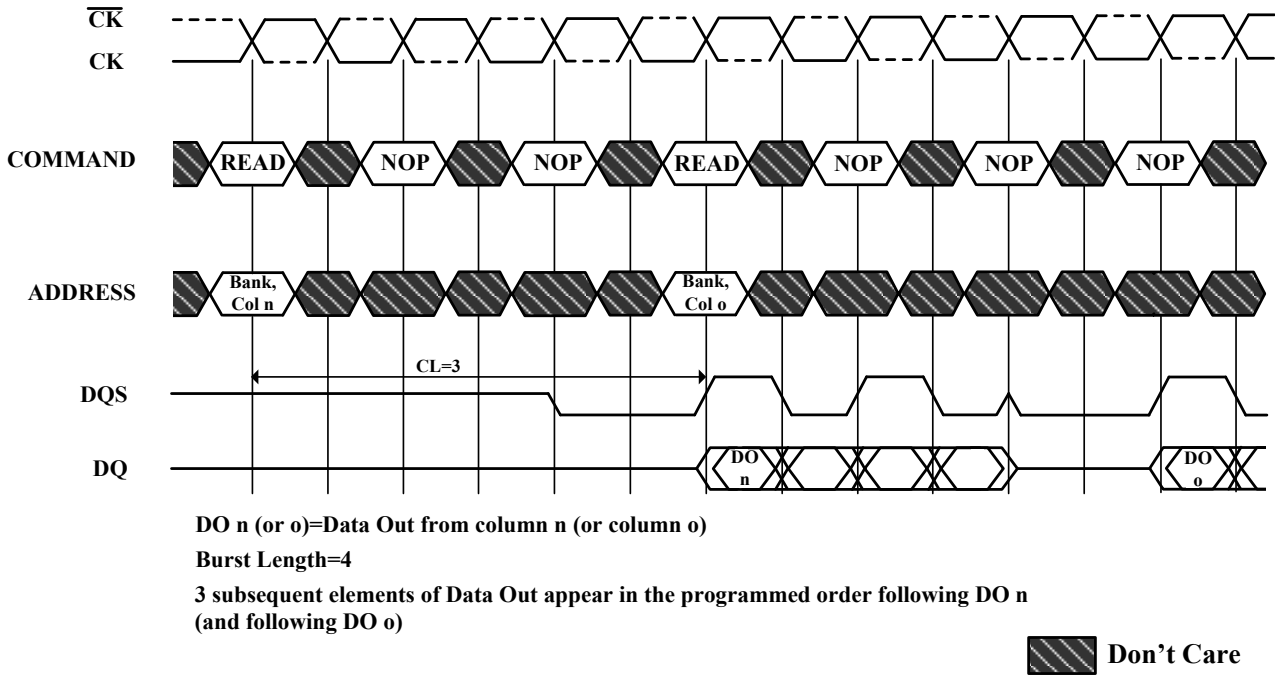 CK
CK
COMMAND READ NOP NOP READ NOP NOP NOP
ADDRESS Bank, Col n Bank, Col o
CL=3
DQS
DQ DO n DO o
DO n (or o)=Data Out from column n (or column o)
Burst Length=4
3 subsequent elements of Data Out appear in the programmed order following DO n
(and following DO o)
Don't Care